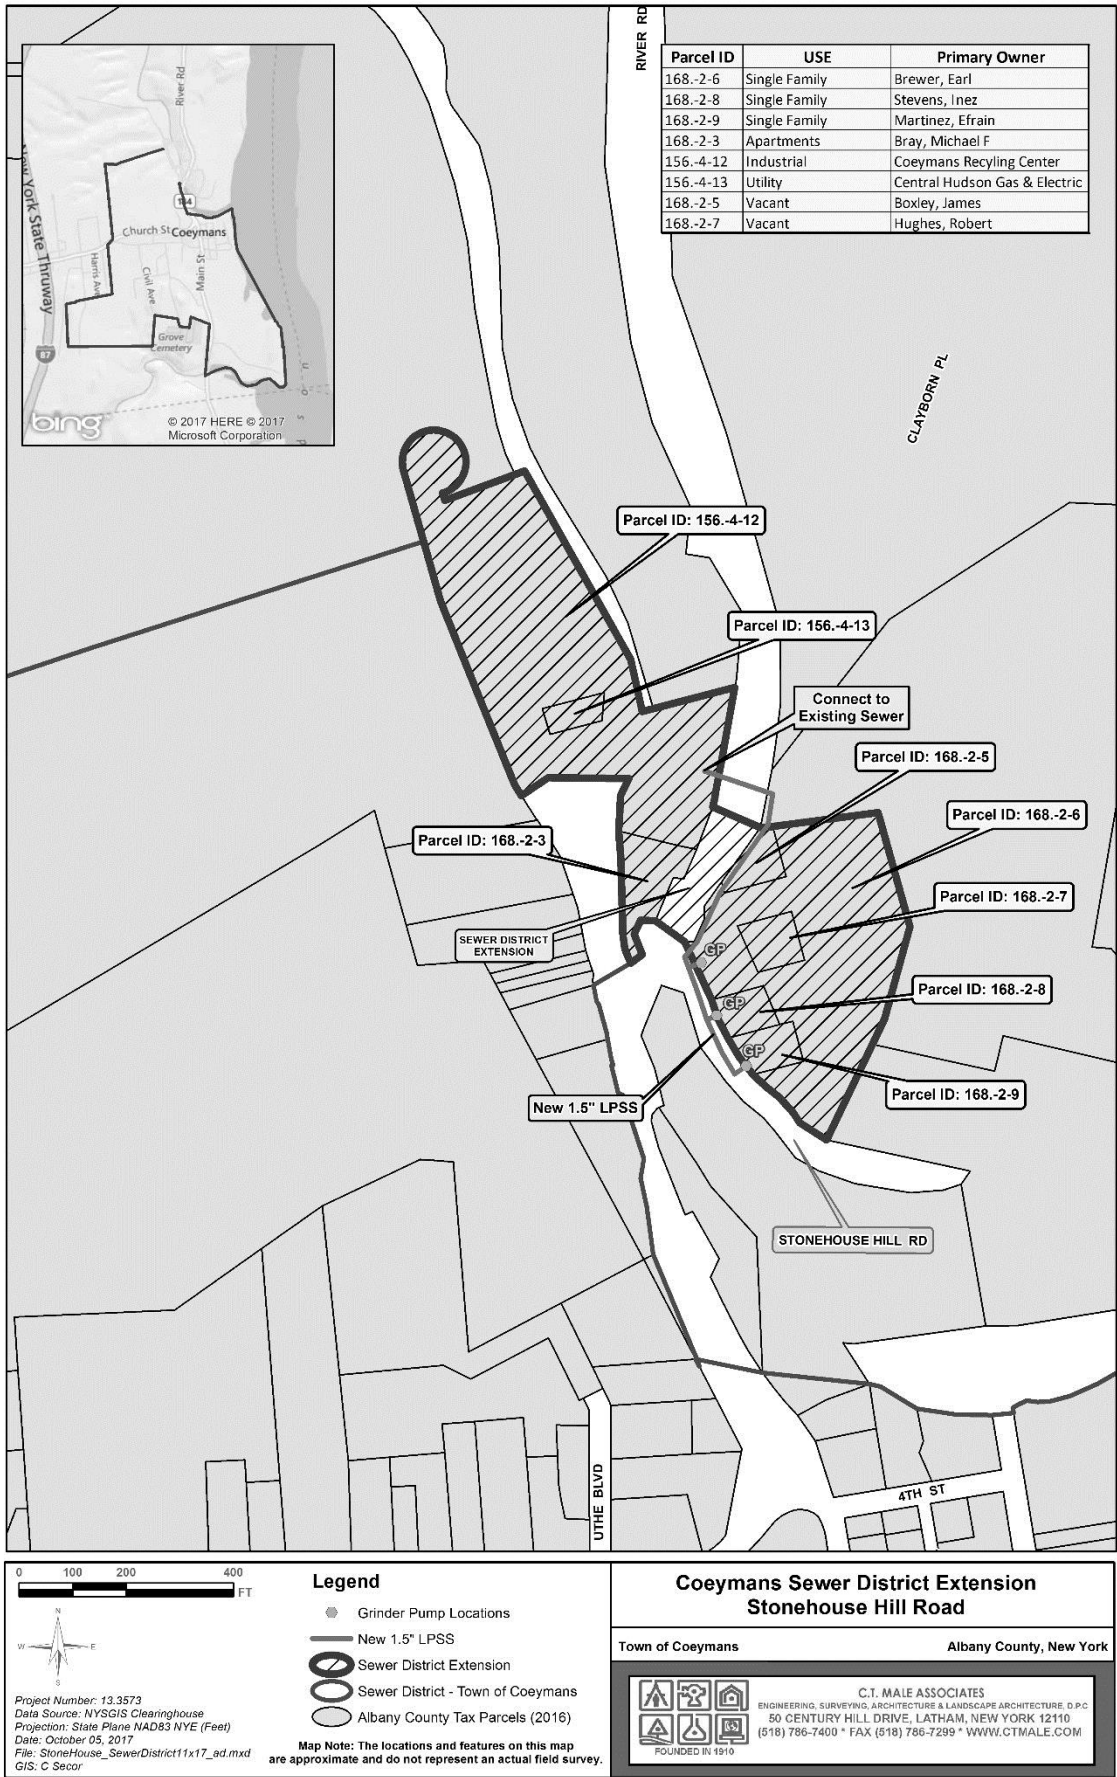 RIVER RD
Parcel ID USE Primary Owner
168.-2-6 Single Family Brewer, Earl
168.-2-8 Single Family Stevens, Inez
168.-2-9 Single Family Martinez, Efrain
168.-2-3 Apartments Bray, Michael F
156.-4-12 Industrial Coeymans Recyling Center
156.-4-13 Utility Central Hudson Gas & Electric
168.-2-5 Vacant Boxley, James
168.-2-7 Vacant Hughes, Robert
River Rd
New York State Thruway
144
Church St
Coeymans
Harris Ave
Civil Ave
Main St
Grove
Cemetery
87
bing
© 2017 HERE © 2017
Microsoft Corporation
CLAYBORN PL
Parcel ID: 156.-4-12
Parcel ID: 156.-4-13
Connect to
Existing Sewer
Parcel ID: 168.-2-5
Parcel ID: 168.-2-6
Parcel ID: 168.-2-3
Parcel ID: 168.-2-7
SEWER DISTRICT
EXTENSION
GP
Parcel ID: 168.-2-8
GP
GP
Parcel ID: 168.-2-9
New 1.5" LPSS
STONEHOUSE HILL RD
UTHE BLVD
4TH ST
0 100 200 400
FT
N
W E
S
Project Number: 13.3573
Data Source: NYSGIS Clearinghouse
Projection: State Plane NAD83 NYE (Feet)
Date: October 05, 2017
File: StoneHouse_SewerDistrict11x17_ad.mxd
GIS: C Secor
Legend
Grinder Pump Locations
New 1.5" LPSS
Sewer District Extension
Sewer District - Town of Coeymans
Albany County Tax Parcels (2016)
Map Note: The locations and features on this map
are approximate and do not represent an actual field survey.
Coeymans Sewer District Extension
Stonehouse Hill Road
Town of Coeymans Albany County, New York
C.T. MALE ASSOCIATES
ENGINEERING, SURVEYING, ARCHITECTURE & LANDSCAPE ARCHITECTURE, D.P.C
50 CENTURY HILL DRIVE, LATHAM, NEW YORK 12110
(518) 786-7400 * FAX (518) 786-7299 * WWW.CTMALE.COM
FOUNDED IN 1910